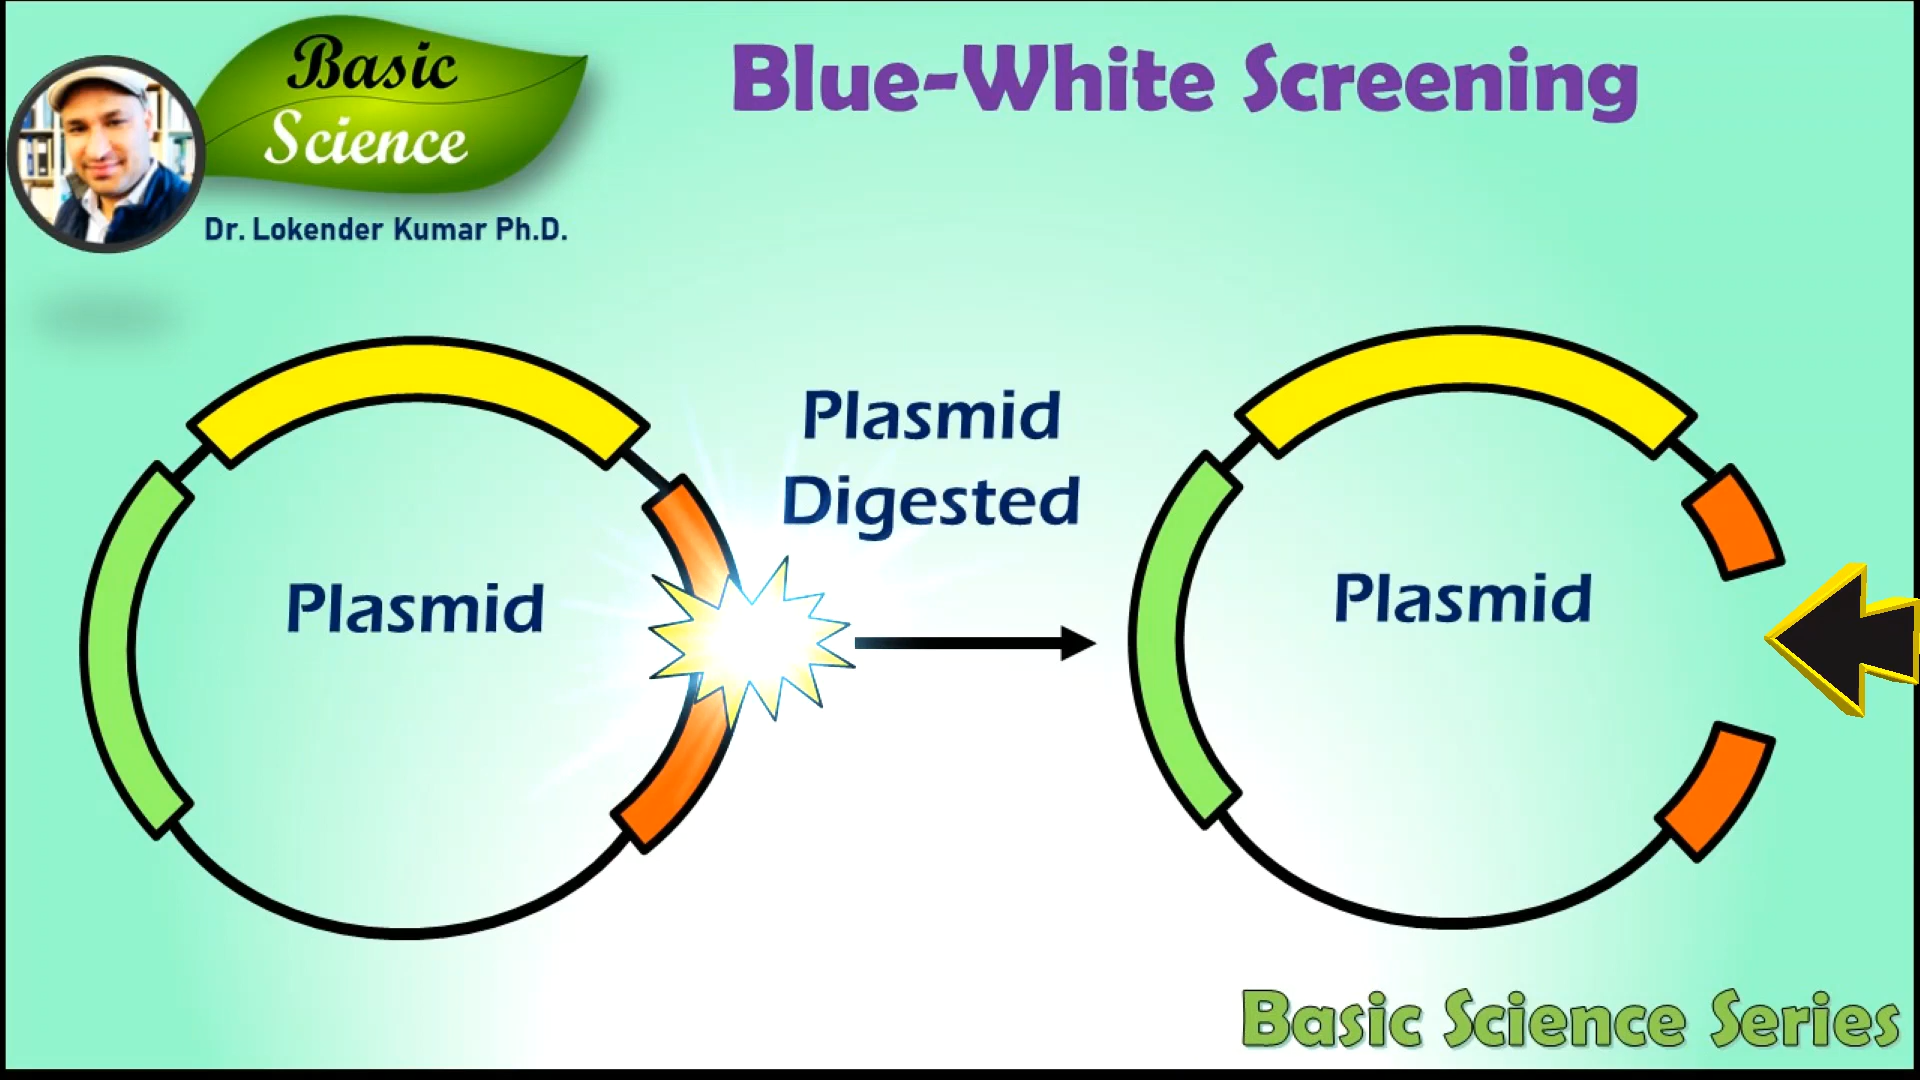 Basic
Science
Dr. Lokender Kumar Ph.D.
Blue-White Screening
Plasmid
Digested
Plasmid
Plasmid
Basic Science Series